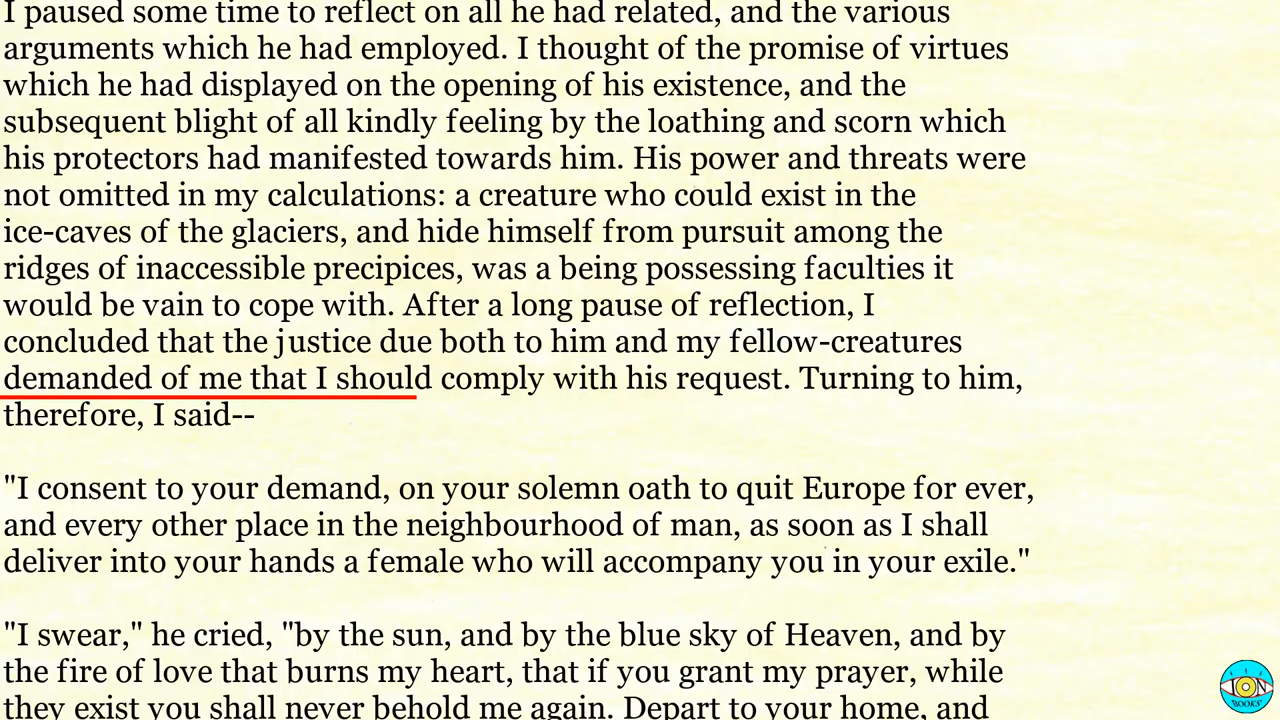 I paused some time to reflect on all he had related, and the various
arguments which he had employed. I thought of the promise of virtues
which he had displayed on the opening of his existence, and the
subsequent blight of all kindly feeling by the loathing and scorn which
his protectors had manifested towards him. His power and threats were
not omitted in my calculations: a creature who could exist in the
ice-caves of the glaciers, and hide himself from pursuit among the
ridges of inaccessible precipices, was a being possessing faculties it
would be vain to cope with. After a long pause of reflection, I
concluded that the justice due both to him and my fellow-creatures
demanded of me that I should comply with his request. Turning to him,
therefore, I said--
"I consent to your demand, on your solemn oath to quit Europe for ever,
and every other place in the neighbourhood of man, as soon as I shall
deliver into your hands a female who will accompany you in your exile."
"I swear," he cried, "by the sun, and by the blue sky of Heaven, and by
the fire of love that burns my heart, that if you grant my prayer, while
they exist you shall never behold me again. Depart to your home, and
ION
BOOKS